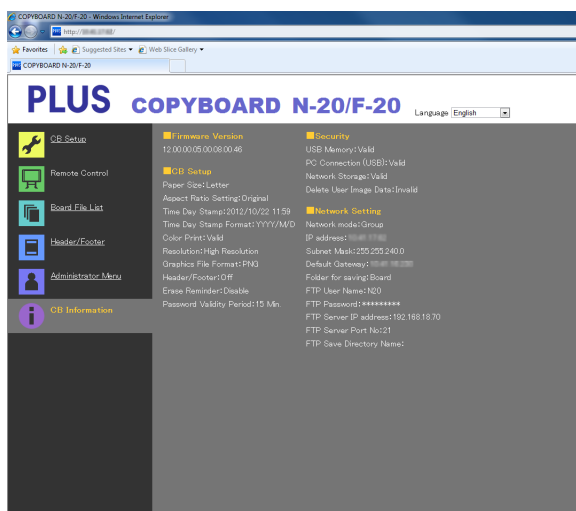 COPYBOARD N-20/F-20 - Windows Internet Explorer
http://
Favorites Suggested Sites Web Slice Gallery
COPYBOARD N-20/F-20
PLUS COPYBOARD N-20/F-20 Language English
CB Setup
Remote Control
Board File List
Header/Footer
Administrator Menu
CB Information
■Firmware Version
12.00.00.05.00.08.00.46
■CB Setup
Paper Size:Letter
Aspect Ratio Setting:Original
Time Day Stamp:2012/10/22 11:59
Time Day Stamp Format:YYYY/M/D
Color Print:Valid
Resolution:High Resolution
Graphics File Format:PNG
Header/Footer:Off
Erase Reminder:Disable
Password Validity Period:15 Min.
■Security
USB Memory:Valid
PC Connection (USB):Valid
Network Storage:Valid
Delete User Image Data:Invalid
■Network Setting
Network mode:Group
IP address:
Subnet Mask:255.255.240.0
Default Gateway:
Folder for saving:Board
FTP User Name:N20
FTP Password:*********
FTP Server IP address:192.168.18.70
FTP Server Port No:21
FTP Save Directory Name: